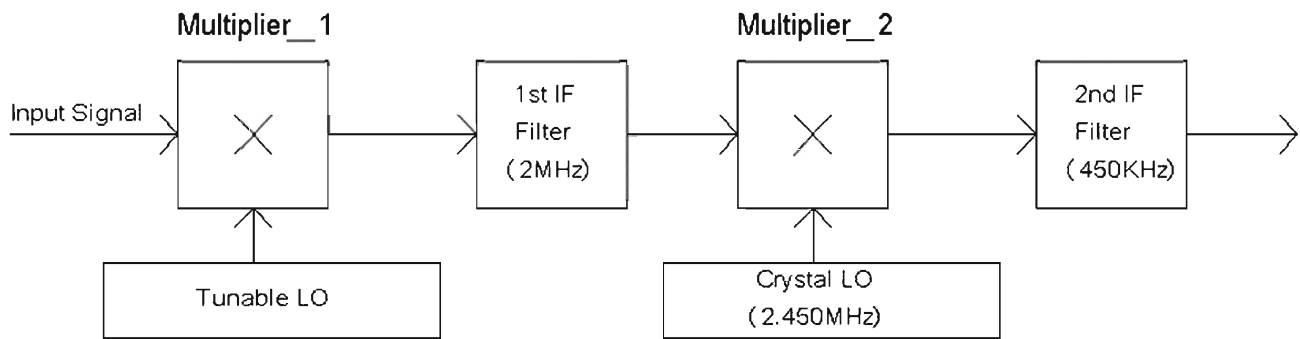 Multiplier__1
Multiplier__2
Input Signal
1st IF
Filter
(2MHz)
2nd IF
Filter
(450KHz)
Tunable LO
Crystal LO
(2.450MHz)